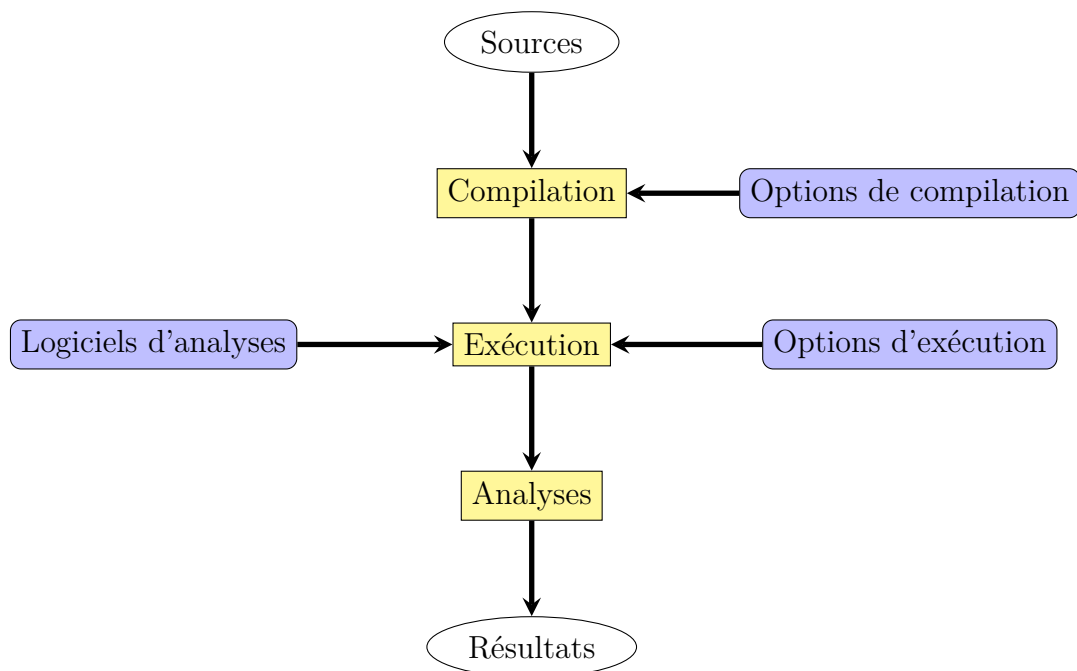 Sources
Compilation
Options de compilation
Logiciels d'analyses
Exécution
Options d'exécution
Analyses
Résultats